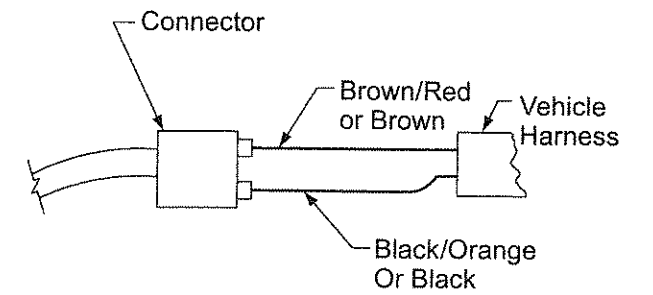 Connector
Brown/Red
or Brown
Vehicle
Harness
Black/Orange
Or Black